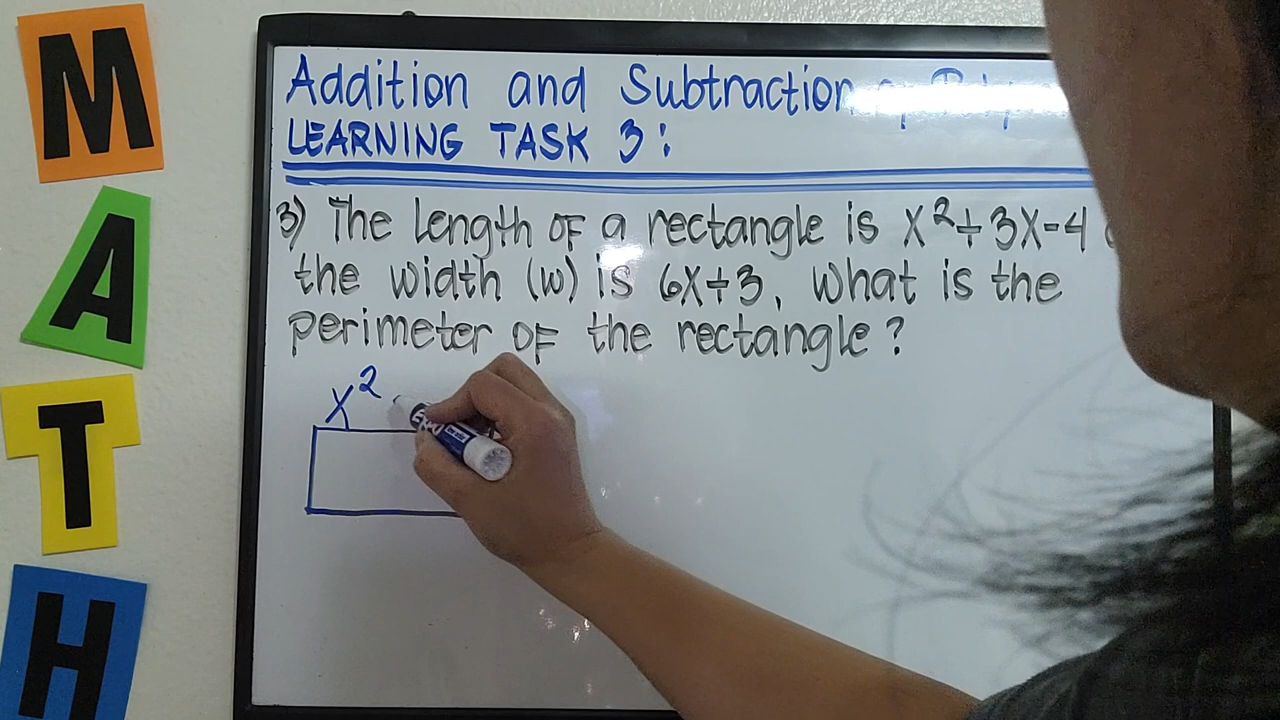 MATH
Addition and Subtraction
LEARNING TASK 3:
3) The Length OF a rectangle is X²+3X-4
the width (w) is 6X+3. What is the
perimeter OF the rectangle?
X²